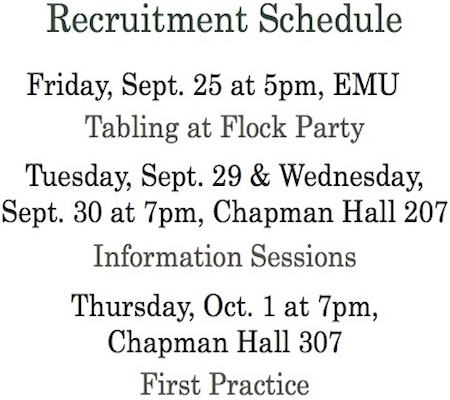 Recruitment Schedule
Friday, Sept. 25 at 5pm, EMU
Tabling at Flock Party
Tuesday, Sept. 29 & Wednesday,
Sept. 30 at 7pm, Chapman Hall 207
Information Sessions
Thursday, Oct. 1 at 7pm,
Chapman Hall 307
First Practice